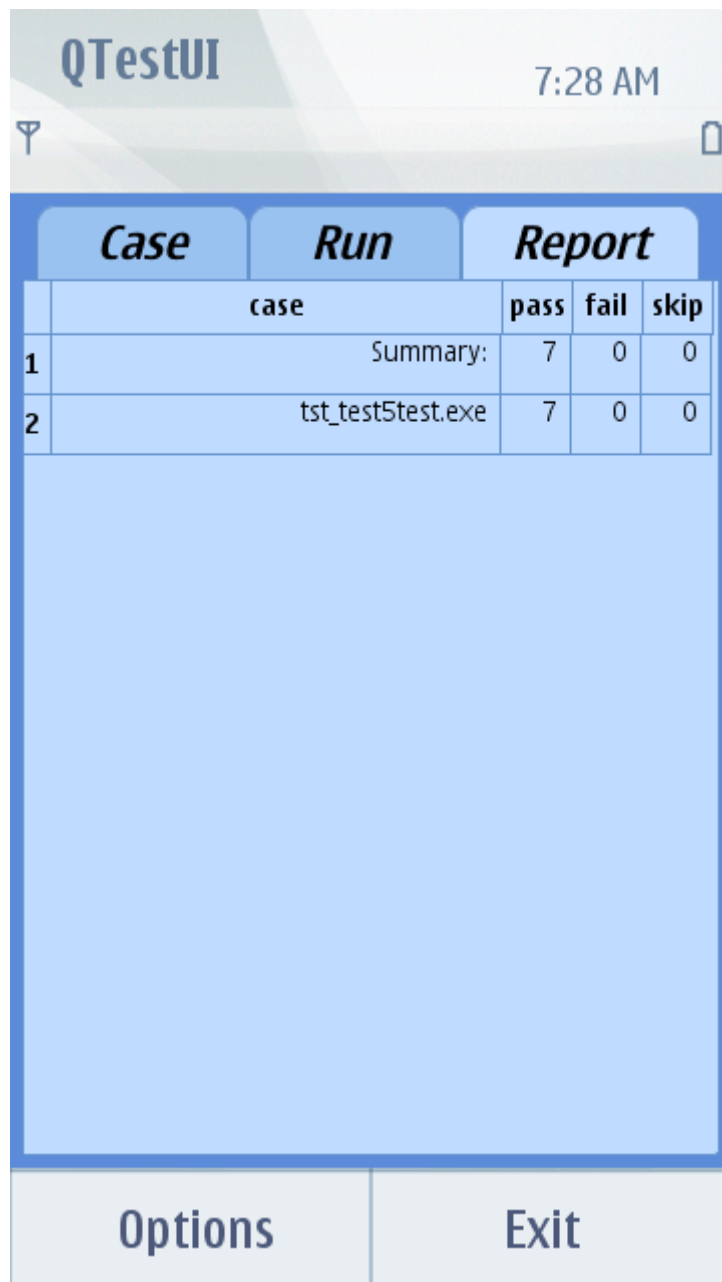 QTestUI
7:28 AM
Case Run Report
case pass fail skip
1 Summary: 7 0 0
2 tst_test5test.exe 7 0 0
Options Exit